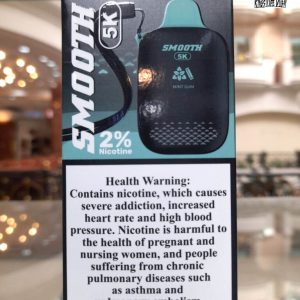 SMOOTH
5K
SMOOTH
5K
MINT GUM
2%
Nicotine
Health Warning:
Contains nicotine, which causes
severe addiction, increased
heart rate and high blood
pressure. Nicotine is harmful to
the health of pregnant and
nursing women, and people
suffering from chronic
pulmonary diseases such
as asthma and